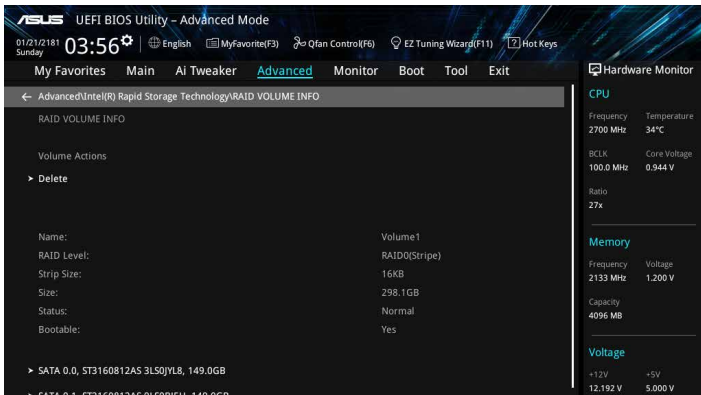 ASUS UEFI BIOS Utility – Advanced Mode
01/21/2181 Sunday 03:56 English MyFavorite(F3) Qfan Control(F6) EZ Tuning Wizard(F11) ? Hot Keys
My Favorites Main Ai Tweaker Advanced Monitor Boot Tool Exit
Hardware Monitor
← Advanced\Intel(R) Rapid Storage Technology\RAID VOLUME INFO
RAID VOLUME INFO
Volume Actions
> Delete
Name: Volume1
RAID Level: RAID0(Stripe)
Strip Size: 16KB
Size: 298.1GB
Status: Normal
Bootable: Yes
> SATA 0.0, ST3160812AS 3LS0JYL8, 149.0GB
CPU
Frequency Temperature
2700 MHz 34°C
BCLK Core Voltage
100.0 MHz 0.944 V
Ratio
27x
Memory
Frequency Voltage
2133 MHz 1.200 V
Capacity
4096 MB
Voltage
+12V +5V
12.192 V 5.000 V